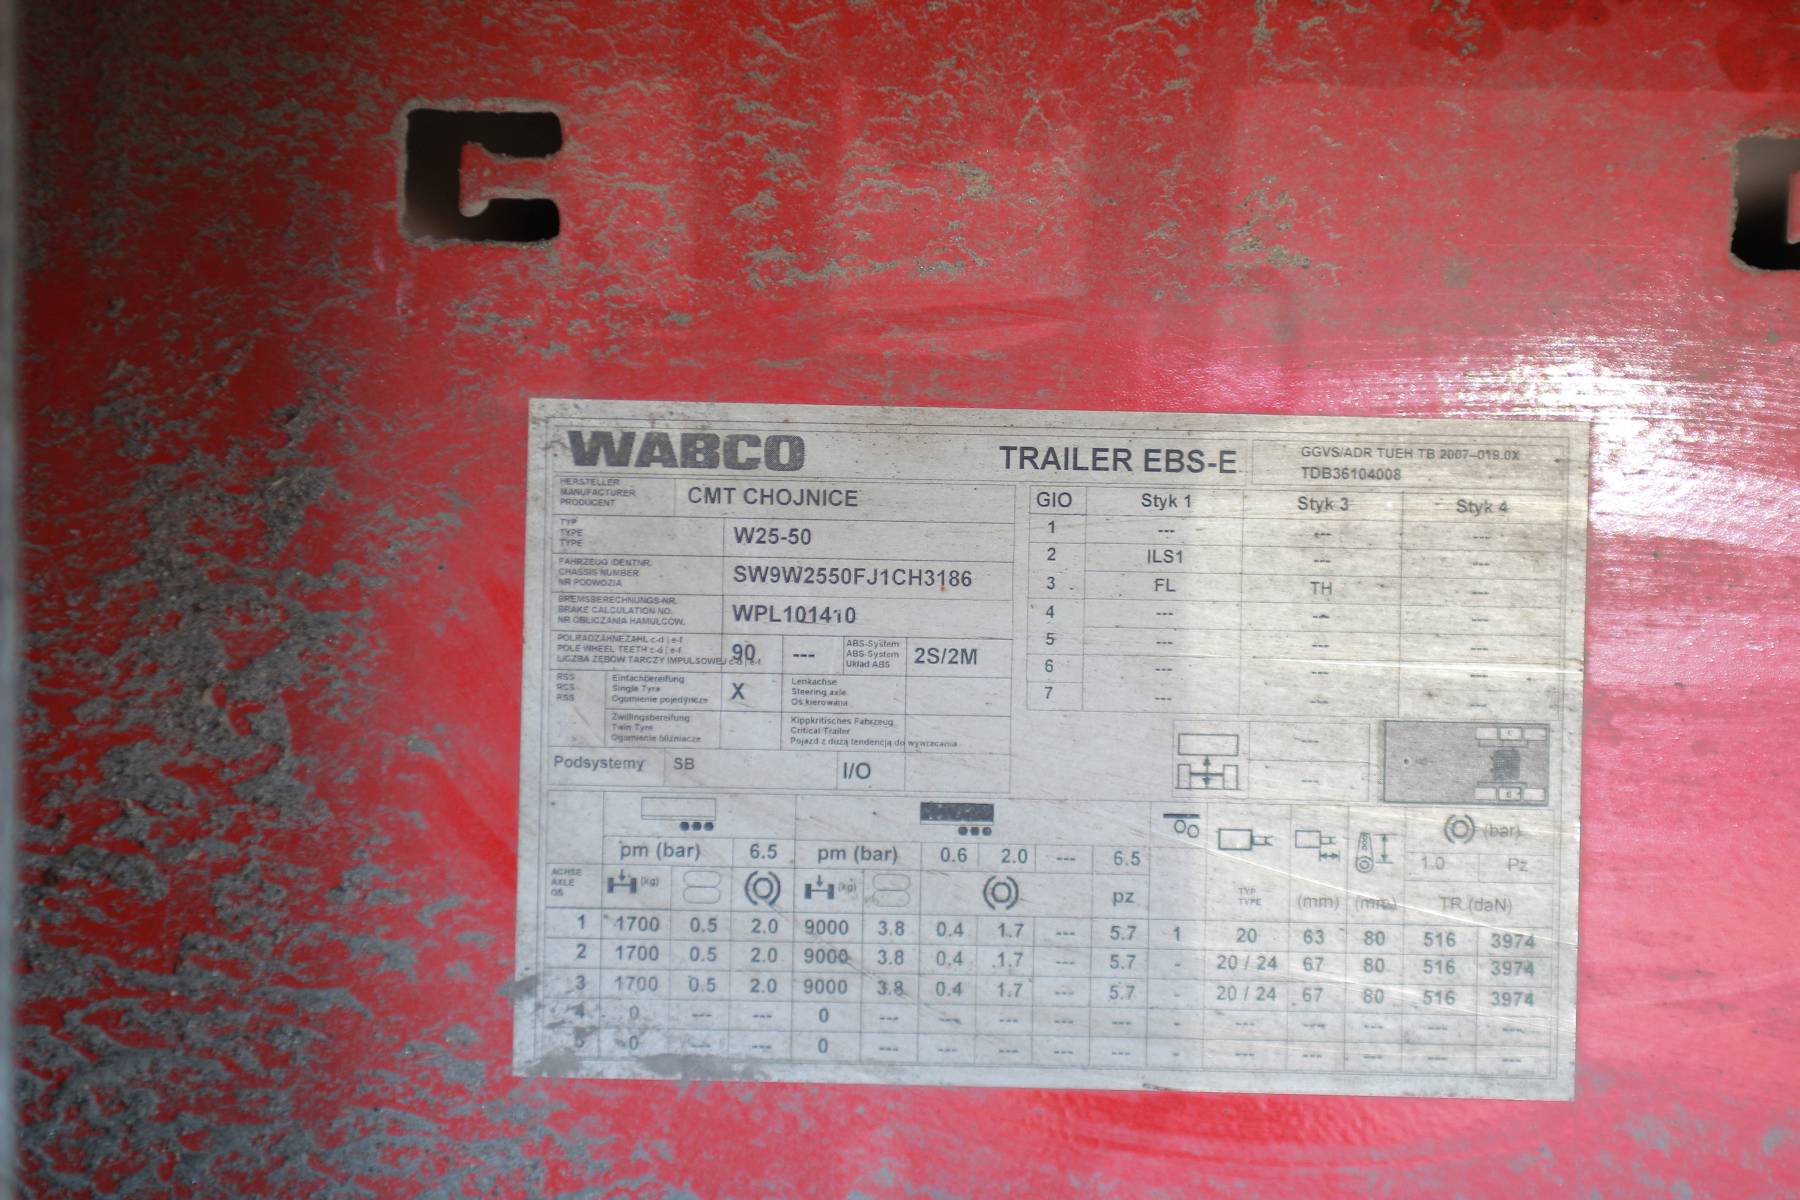 WABCO
TRAILER EBS-E
GGVS/ADR TUEH TB 2007-019.0X
TDB36104008
HERSTELLER
MANUFACTURER
PRODUCENT
CMT CHOJNICE
TYP
TYPE
TYPE
W25-50
FAHRZEUG IDENTNR.
CHASSIS NUMBER
NR PODWOZIA
SW9W2550FJ1CH3186
BREMSBERECHNUNGS-NR.
BRAKE CALCULATION NO.
NR OBLICZANIA HAMULCÓW.
WPL101410
POLRADZÄHNEZAHL c-d | e-f
POLE WHEEL TEETH c-d | e-f
LICZBA ZĘBÓW TARCZY IMPULSOWEJ c-d | e-f
90 ---
ABS-System
ABS-System
Układ ABS
2S/2M
RSS
RCS
RSS
Einfachbereifung
Single Tyre
Ogumienie pojedyncze
X
Lenkachse
Steering axle
Oś kierowana
Zwillingsbereifung
Twin Tyre
Ogumienie bliźniacze
Kippkritisches Fahrzeug
Critical Trailer
Pojazd z dużą tendencją do wywracania
Podsystemy SB I/O
GIO Styk 1 Styk 3 Styk 4
1 --- --- ---
2 ILS1 --- ---
3 FL TH ---
4 --- --- ---
5 --- --- ---
6 --- --- ---
7 --- --- ---
---
---
pm (bar) 6.5 pm (bar) 0.6 2.0 --- 6.5
(bar)
1.0 Pz
ACHSE
AXLE
OŚ
(kg) (kg) pz
TYP
TYPE
(mm) (mm) TR (daN)
1 1700 0.5 2.0 9000 3.8 0.4 1.7 --- 5.7 1 20 63 80 516 3974
2 1700 0.5 2.0 9000 3.8 0.4 1.7 --- 5.7 - 20 / 24 67 80 516 3974
3 1700 0.5 2.0 9000 3.8 0.4 1.7 --- 5.7 - 20 / 24 67 80 516 3974
4 0 --- --- 0 --- --- --- --- --- - --- --- --- --- ---
5 0 --- --- 0 --- --- --- --- --- - --- --- --- --- ---